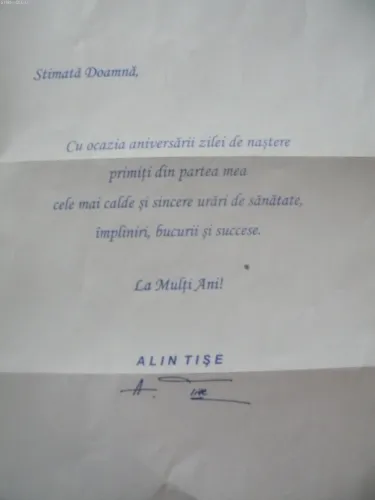 Stimată Doamnă,
Cu ocazia aniversării zilei de naștere
primiți din partea mea
cele mai calde și sincere urări de sănătate,
împliniri, bucurii și succese.
La Mulți Ani!
ALIN TIȘE
A. Tișe